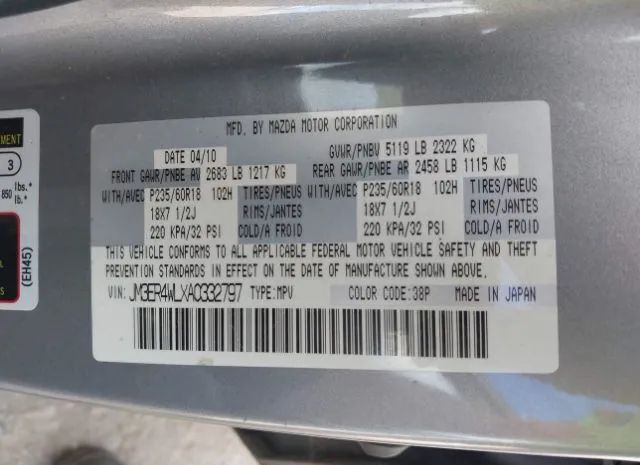 MFD. BY MAZDA MOTOR CORPORATION
DATE 04/10 GVWR/PNBV 5119 LB 2322 KG
FRONT GAWR/PNBE AV 2683 LB 1217 KG REAR GAWR/PNBE AR 2458 LB 1115 KG
WITH/AVEC P235/60R18 102H TIRES/PNEUS WITH/AVEC P235/60R18 102H TIRES/PNEUS
18X7 1/2J RIMS/JANTES 18X7 1/2J RIMS/JANTES
220 KPA/32 PSI COLD/A FROID 220 KPA/32 PSI COLD/A FROID
THIS VEHICLE CONFORMS TO ALL APPLICABLE FEDERAL MOTOR VEHICLE SAFETY AND THEFT
PREVENTION STANDARDS IN EFFECT ON THE DATE OF MANUFACTURE SHOWN ABOVE.
VIN: JM3ER4WLXA0332797 TYPE:MPV COLOR CODE:38P MADE IN JAPAN
3
850 lbs.*
lb.*
(EH45)